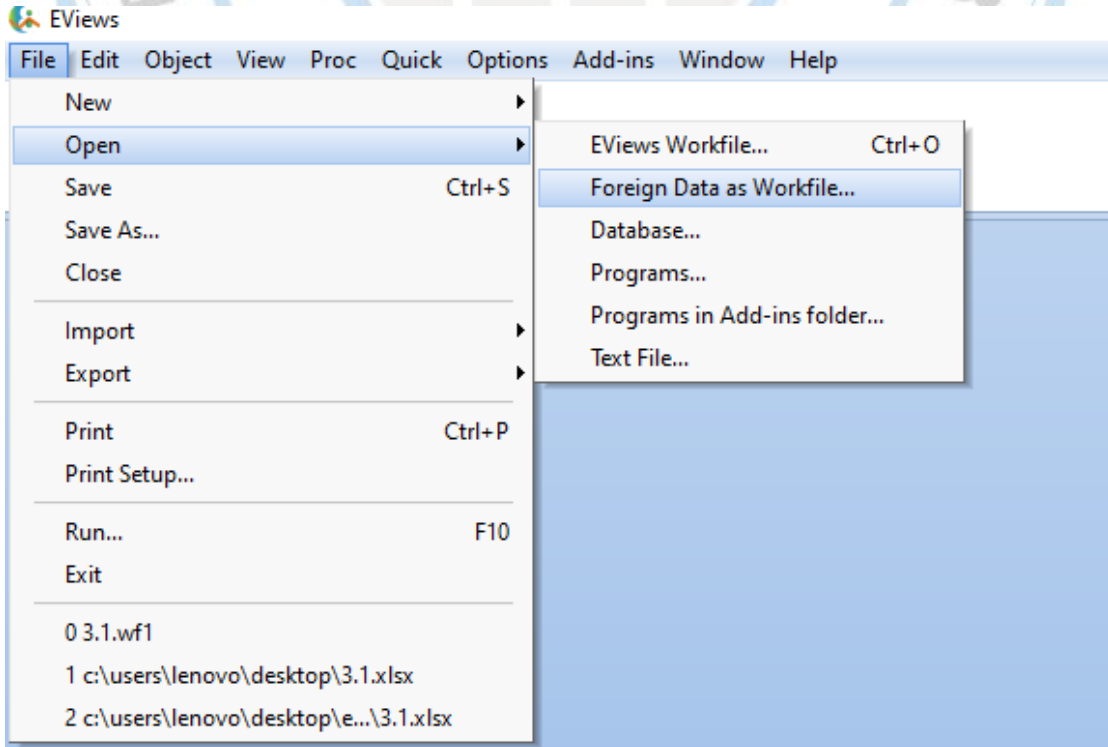 EViews
File Edit Object View Proc Quick Options Add-ins Window Help
New
Open
Save Ctrl+S
Save As...
Close
Import
Export
Print Ctrl+P
Print Setup...
Run... F10
Exit
0 3.1.wf1
1 c:\users\lenovo\desktop\3.1.xlsx
2 c:\users\lenovo\desktop\e...\3.1.xlsx
EViews Workfile... Ctrl+O
Foreign Data as Workfile...
Database...
Programs...
Programs in Add-ins folder...
Text File...